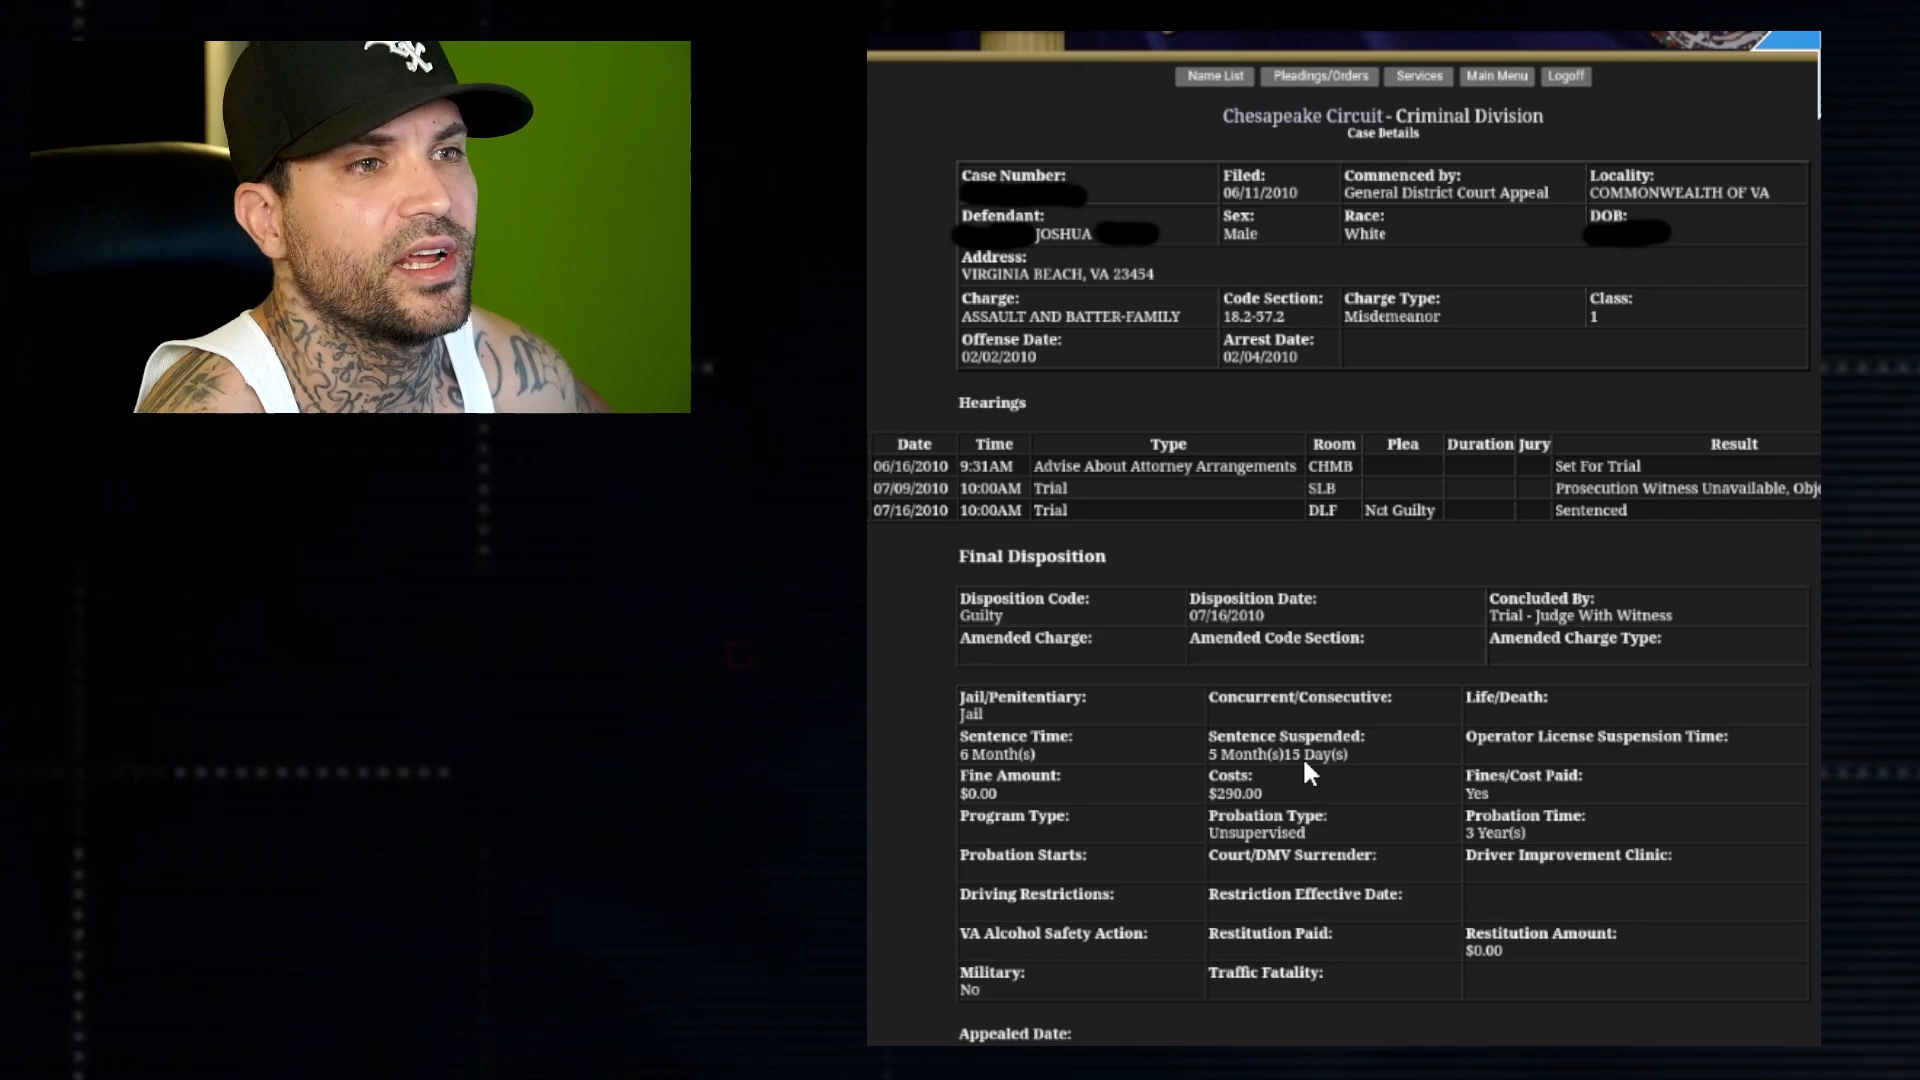 Name List Pleadings/Orders Services Main Menu Logoff
Chesapeake Circuit - Criminal Division
Case Details
Case Number: Filed: Commenced by: Locality:
06/11/2010 General District Court Appeal COMMONWEALTH OF VA
Defendant: Sex: Race: DOB:
JOSHUA Male White
Address:
VIRGINIA BEACH, VA 23454
Charge: Code Section: Charge Type: Class:
ASSAULT AND BATTER-FAMILY 18.2-57.2 Misdemeanor 1
Offense Date: Arrest Date:
02/02/2010 02/04/2010
Hearings
Date Time Type Room Plea Duration Jury Result
06/16/2010 9:31AM Advise About Attorney Arrangements CHMB Set For Trial
07/09/2010 10:00AM Trial SLB Prosecution Witness Unavailable, Obje
07/16/2010 10:00AM Trial DLF Not Guilty Sentenced
Final Disposition
Disposition Code: Disposition Date: Concluded By:
Guilty 07/16/2010 Trial - Judge With Witness
Amended Charge: Amended Code Section: Amended Charge Type:
Jail/Penitentiary: Concurrent/Consecutive: Life/Death:
Jail
Sentence Time: Sentence Suspended: Operator License Suspension Time:
6 Month(s) 5 Month(s)15 Day(s)
Fine Amount: Costs: Fines/Cost Paid:
$0.00 $290.00 Yes
Program Type: Probation Type: Probation Time:
Unsupervised 3 Year(s)
Probation Starts: Court/DMV Surrender: Driver Improvement Clinic:
Driving Restrictions: Restriction Effective Date:
VA Alcohol Safety Action: Restitution Paid: Restitution Amount:
$0.00
Military: Traffic Fatality:
No
Appealed Date: